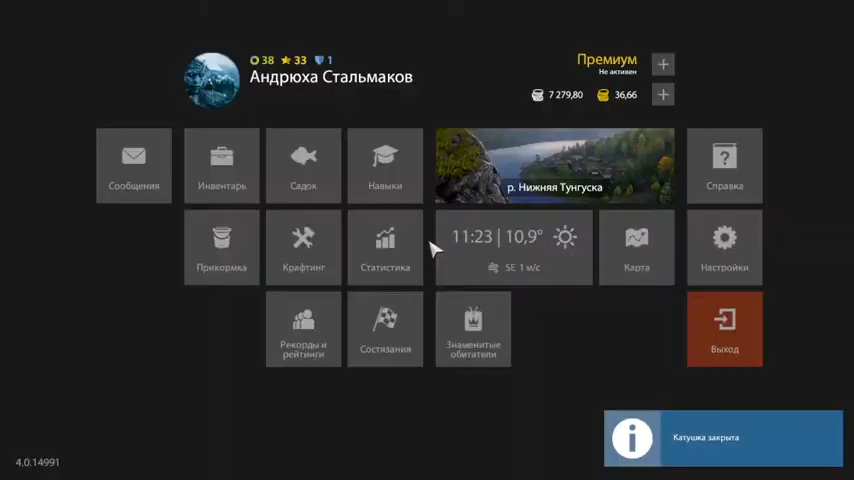 38 33 1
Андрюха Стальмаков
Премиум
Не активен
7 279,80 36,66
Сообщения
Инвентарь
Садок
Навыки
р. Нижняя Тунгуска
Справка
Прикормка
Крафтинг
Статистика
11:23 | 10,9°
SE 1 м/с
Карта
Настройки
Рекорды и
рейтинги
Состязания
Знаменитые
обитатели
Выход
Катушка закрыта
4.0.14991